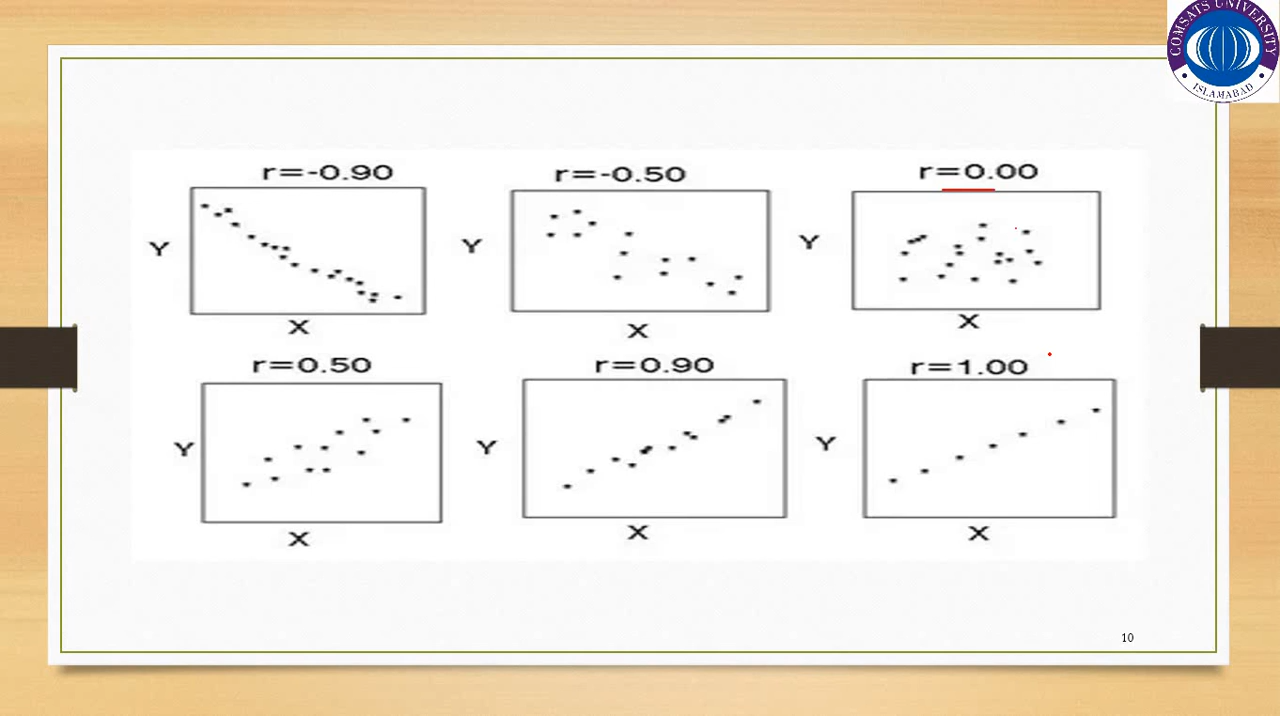 COMSATS UNIVERSITY
ISLAMABAD
r=-0.90
r=-0.50
r=0.00
Y
Y
Y
X
X
X
r=0.50
r=0.90
r=1.00
Y
Y
Y
X
X
X
10